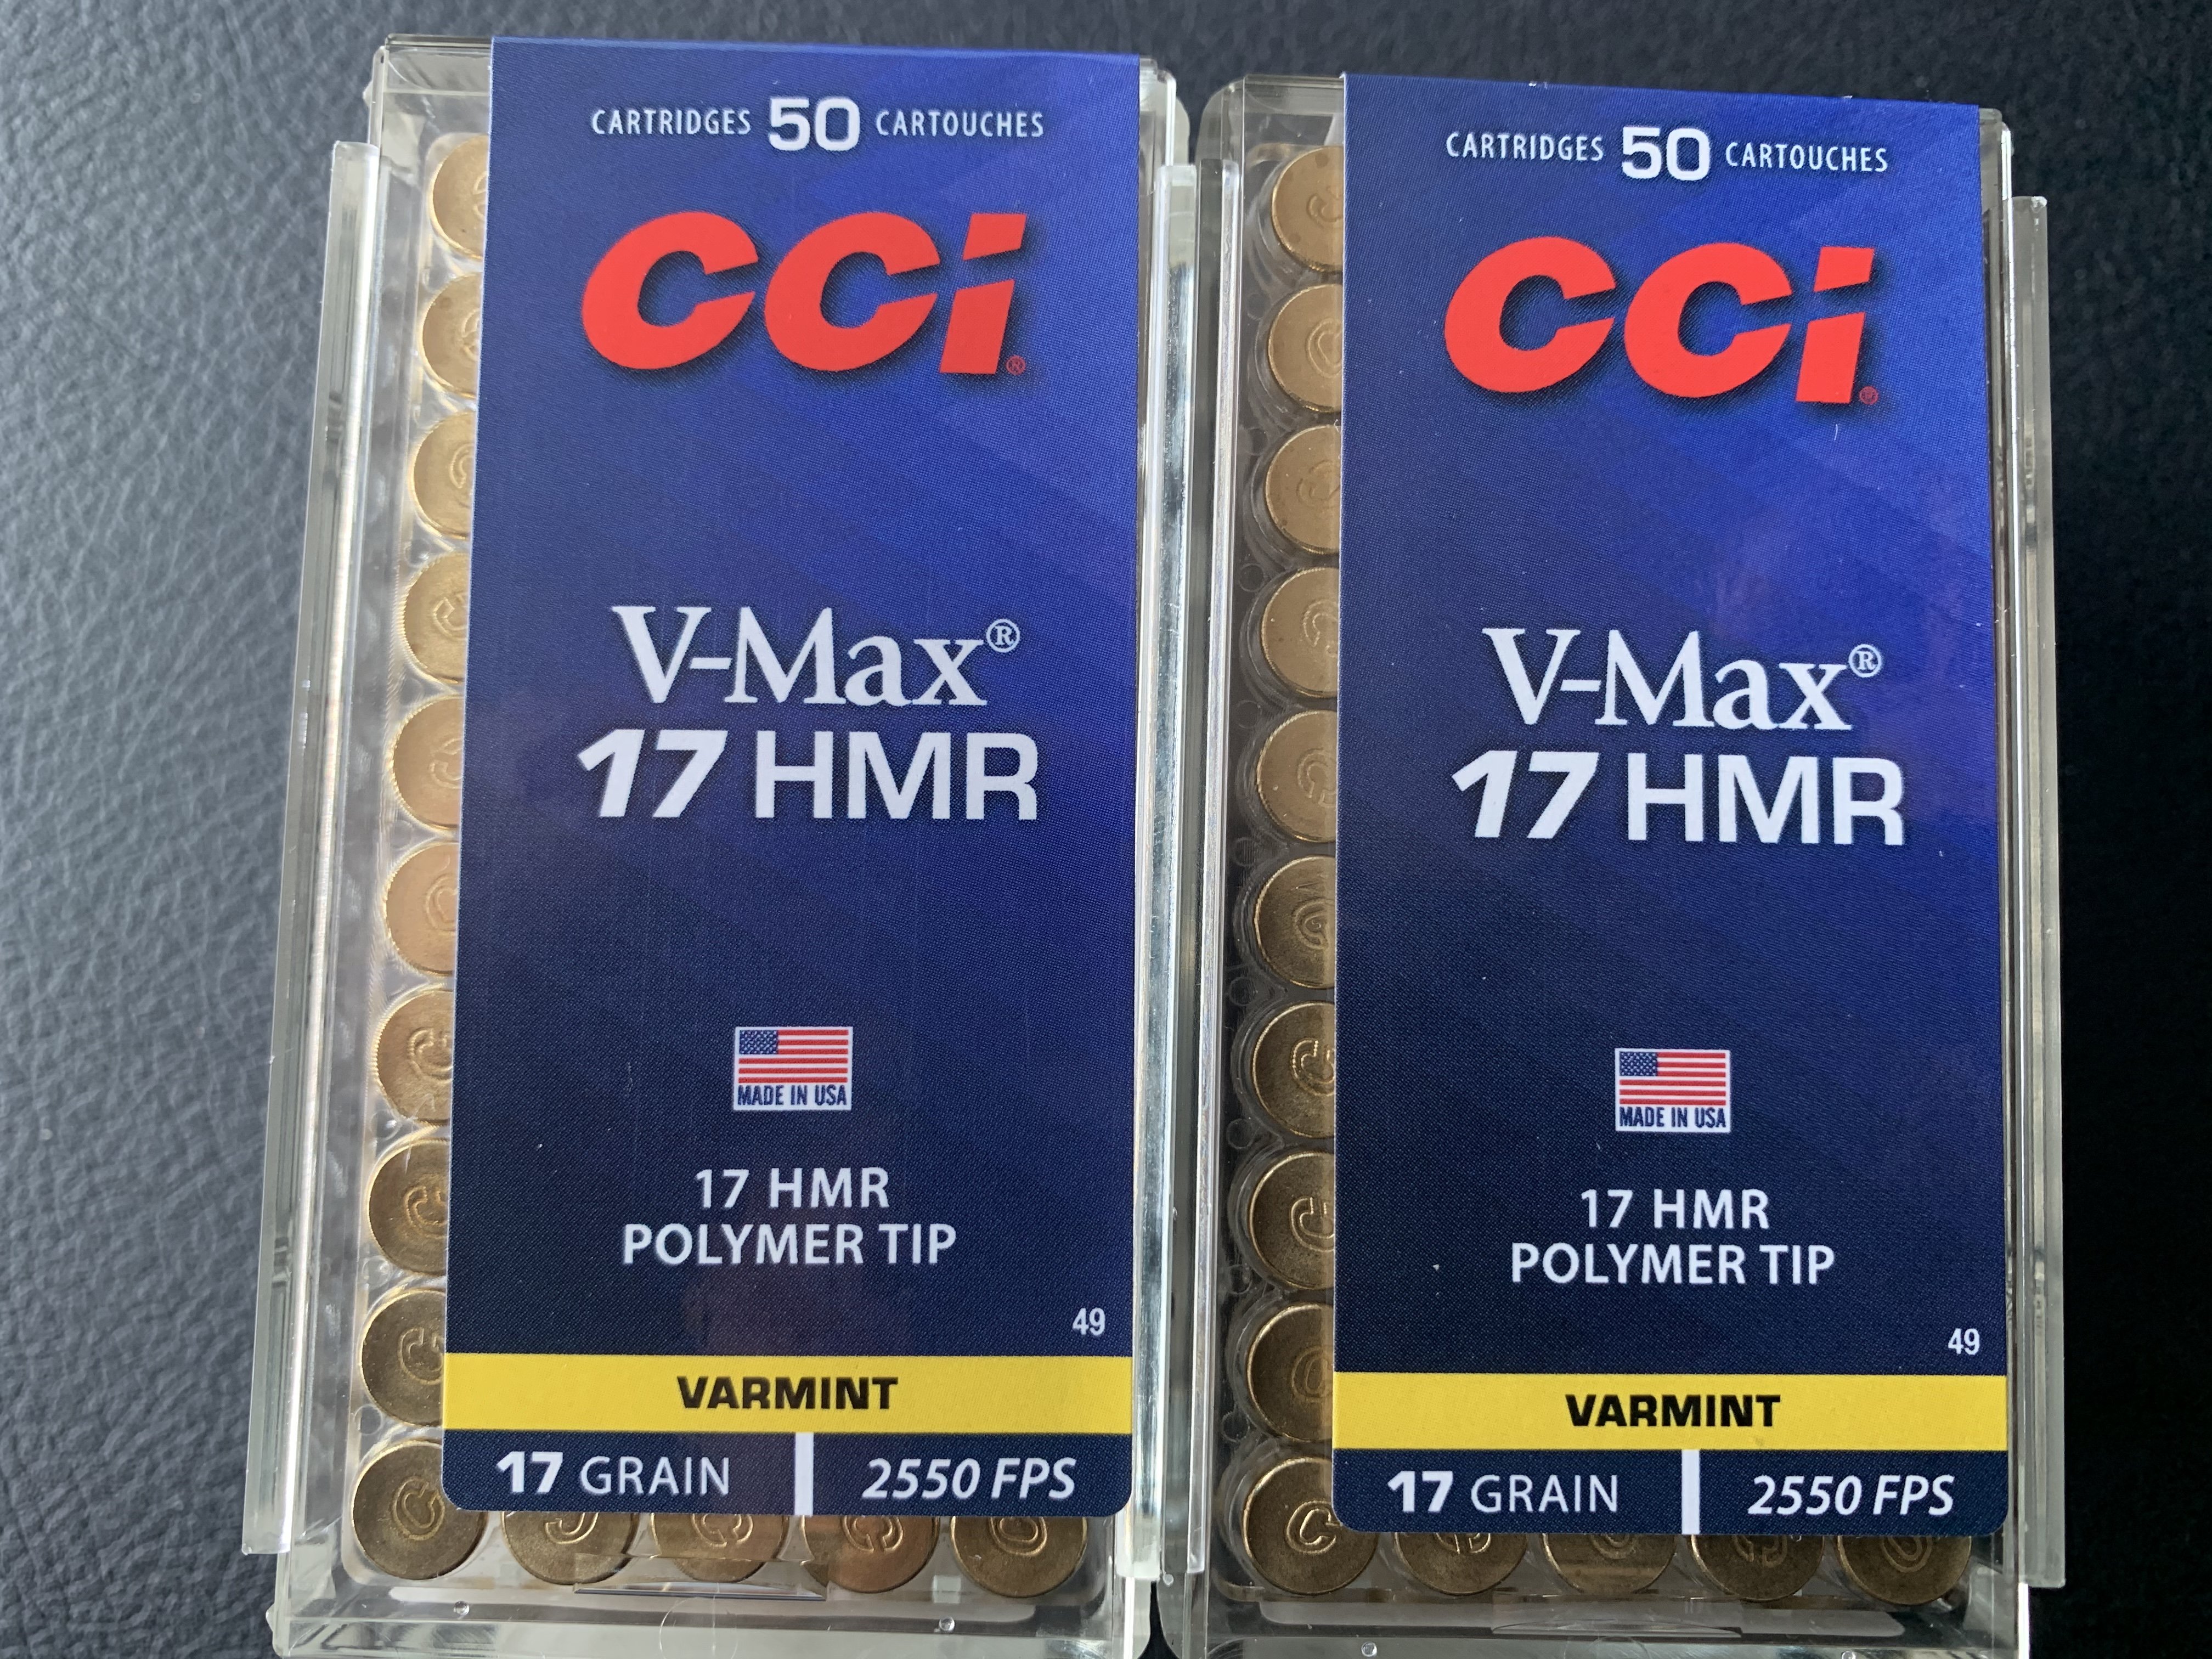 CARTRIDGES 50 CARTOUCHES
CCi®
V-Max®
17 HMR
MADE IN USA
17 HMR
POLYMER TIP
49
VARMINT
17 GRAIN | 2550 FPS
CARTRIDGES 50 CARTOUCHES
CCi®
V-Max®
17 HMR
MADE IN USA
17 HMR
POLYMER TIP
49
VARMINT
17 GRAIN | 2550 FPS